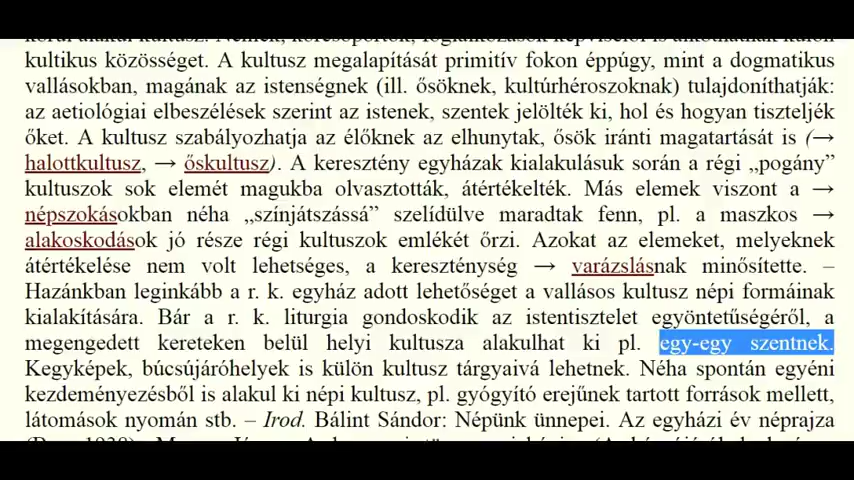 kultikus közösséget. A kultusz megalapítását primitív fokon éppúgy, mint a dogmatikus
vallásokban, magának az istenségnek (ill. ősöknek, kultúrhéroszoknak) tulajdoníthatják:
az aetiológiai elbeszélések szerint az istenek, szentek jelölték ki, hol és hogyan tiszteljék
őket. A kultusz szabályozhatja az élőknek az elhunytak, ősök iránti magatartását is (→
halottkultusz, → őskultusz). A keresztény egyházak kialakulásuk során a régi „pogány”
kultuszok sok elemét magukba olvasztották, átértékelték. Más elemek viszont a →
népszokásokban néha „színjátszássá” szelídülve maradtak fenn, pl. a maszkos →
alakoskodások jó része régi kultuszok emlékét őrzi. Azokat az elemeket, melyeknek
átértékelése nem volt lehetséges, a kereszténység → varázslásnak minősítette. –
Hazánkban leginkább a r. k. egyház adott lehetőséget a vallásos kultusz népi formáinak
kialakítására. Bár a r. k. liturgia gondoskodik az istentisztelet egyöntetűségéről, a
megengedett kereteken belül helyi kultusza alakulhat ki pl. egy-egy szentnek.
Kegyképek, búcsújáróhelyek is külön kultusz tárgyaivá lehetnek. Néha spontán egyéni
kezdeményezésből is alakul ki népi kultusz, pl. gyógyító erejűnek tartott források mellett,
látomások nyomán stb. – Irod. Bálint Sándor: Népünk ünnepei. Az egyházi év néprajza